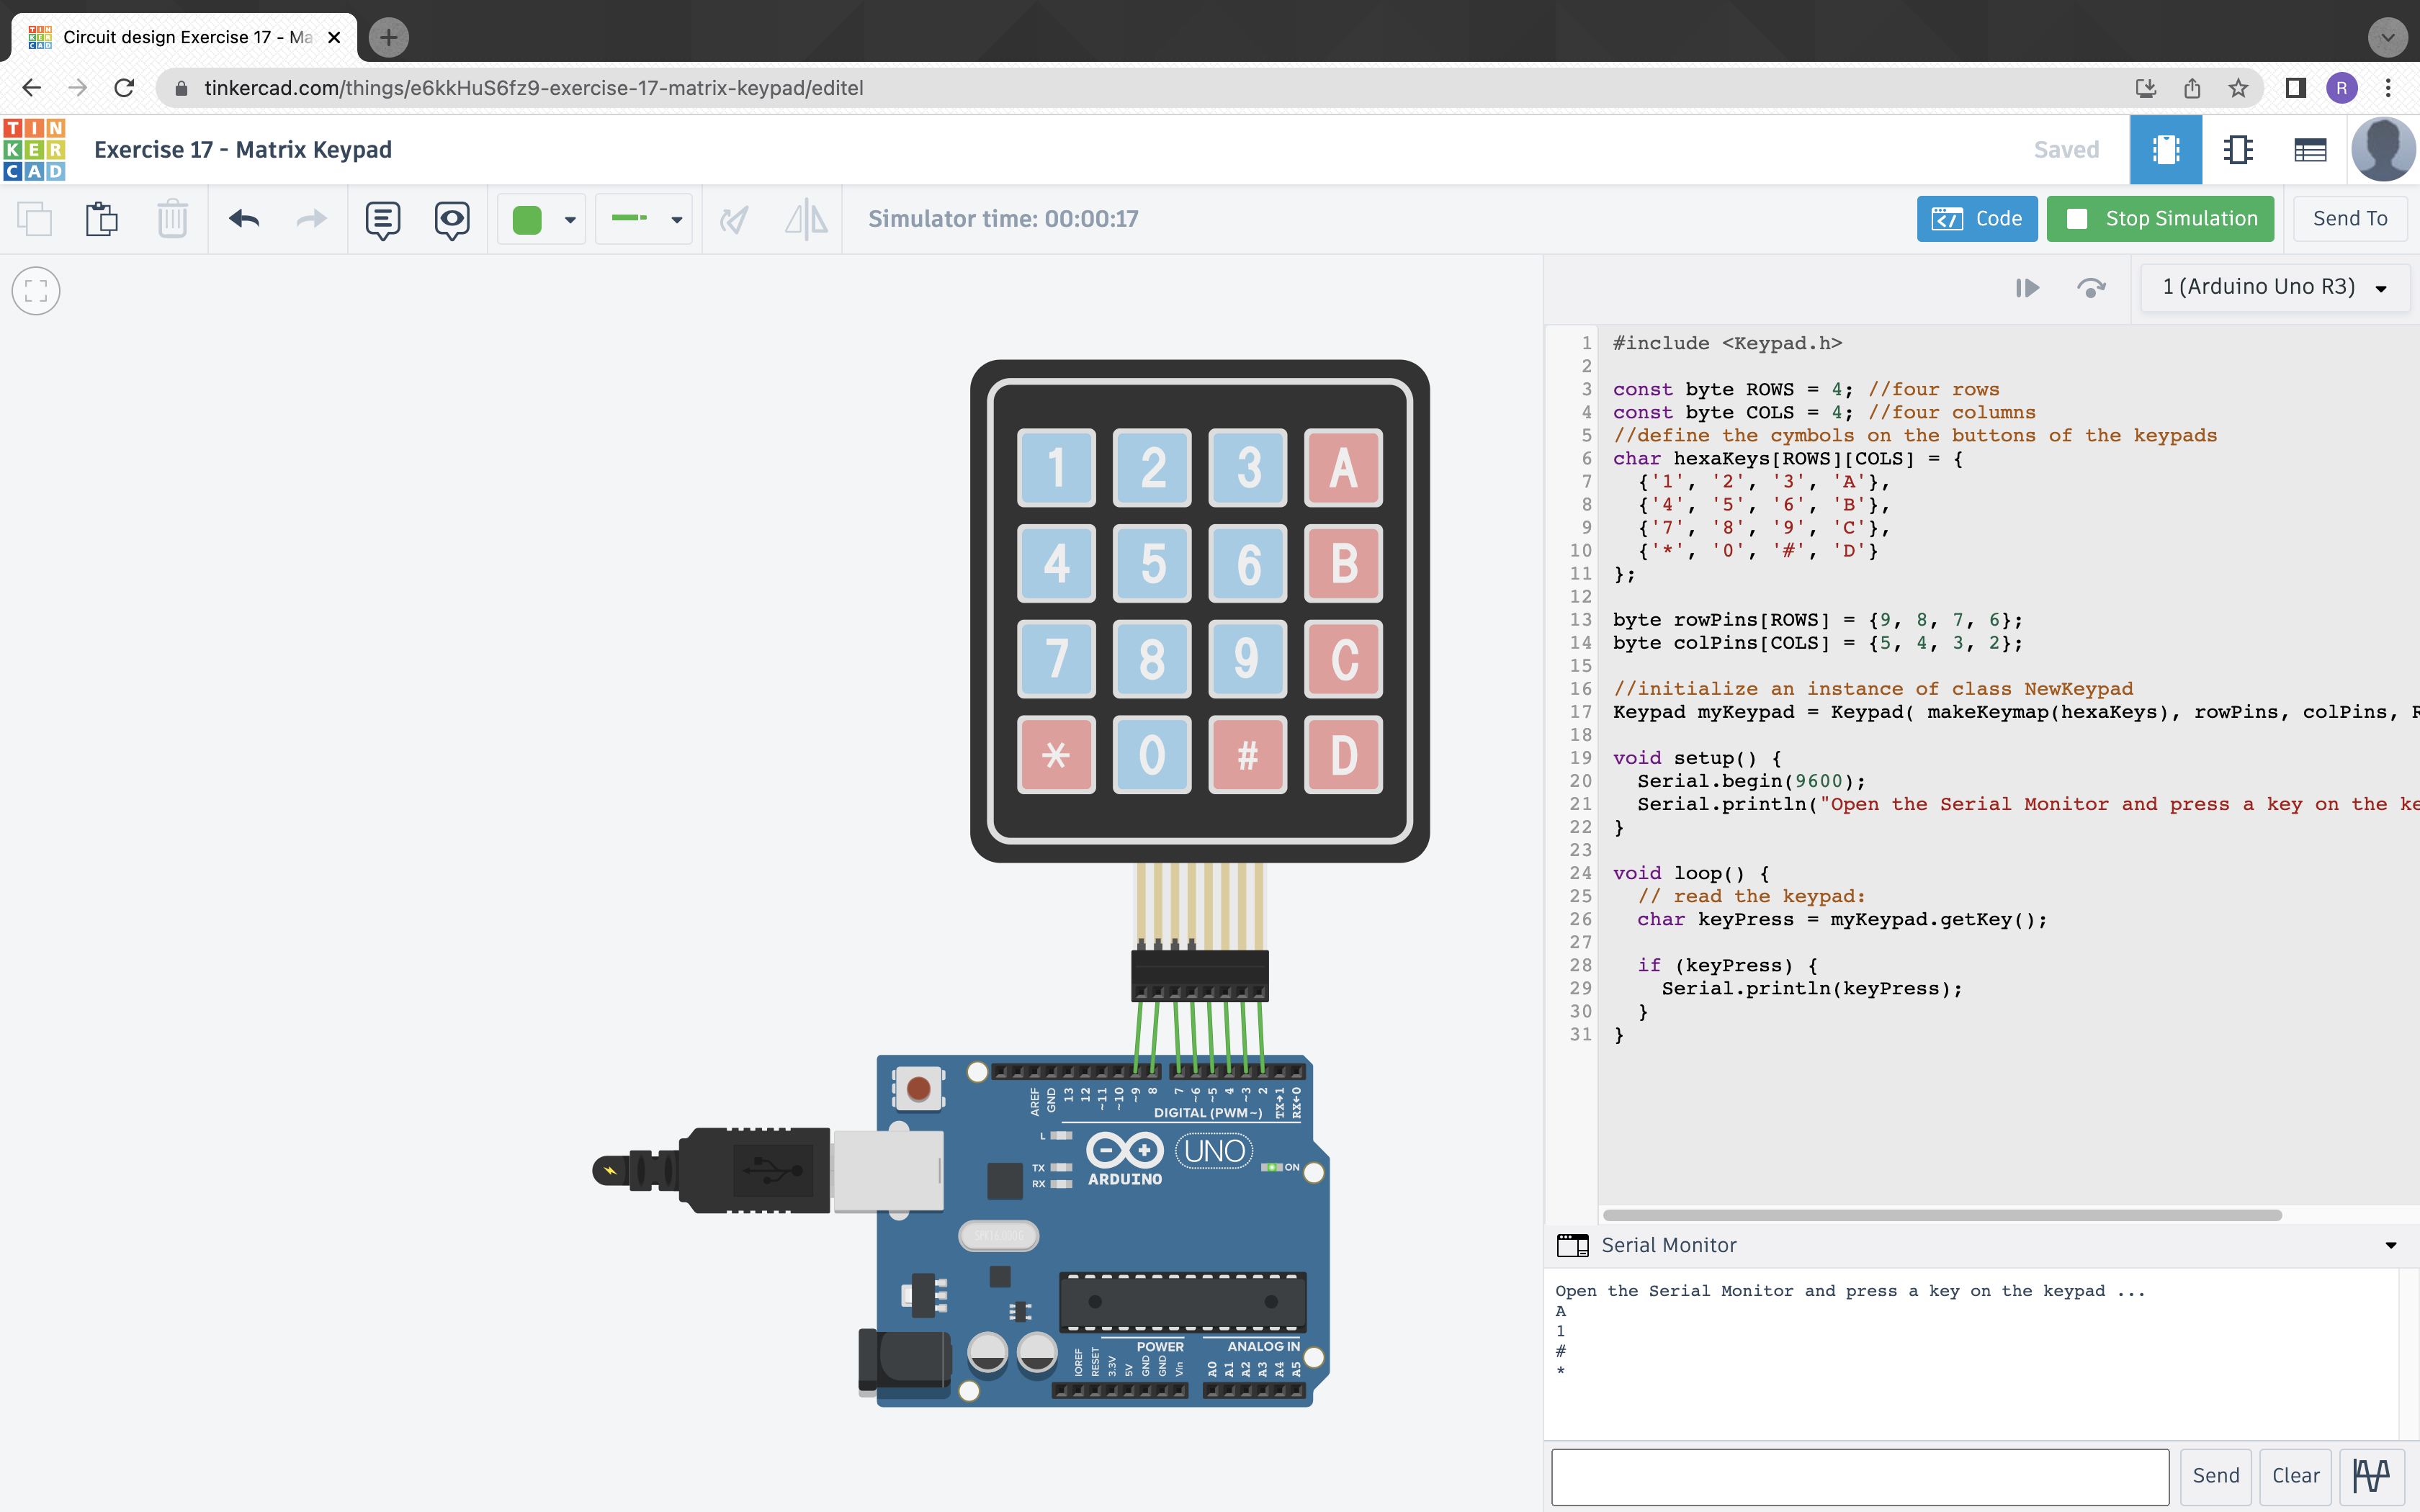 Circuit design Exercise 17 - Ma
tinkercad.com/things/e6kkHuS6fz9-exercise-17-matrix-keypad/editel
R
TIN
KER
CAD
Exercise 17 - Matrix Keypad
Saved
Simulator time: 00:00:17
Code
Stop Simulation
Send To
1 (Arduino Uno R3)
1 #include <Keypad.h>
2
3 const byte ROWS = 4; //four rows
4 const byte COLS = 4; //four columns
5 //define the cymbols on the buttons of the keypads
6 char hexaKeys[ROWS][COLS] = {
7 {'1', '2', '3', 'A'},
8 {'4', '5', '6', 'B'},
9 {'7', '8', '9', 'C'},
10 {'*', '0', '#', 'D'}
11 };
12
13 byte rowPins[ROWS] = {9, 8, 7, 6};
14 byte colPins[COLS] = {5, 4, 3, 2};
15
16 //initialize an instance of class NewKeypad
17 Keypad myKeypad = Keypad( makeKeymap(hexaKeys), rowPins, colPins, R
18
19 void setup() {
20 Serial.begin(9600);
21 Serial.println("Open the Serial Monitor and press a key on the ke
22 }
23
24 void loop() {
25 // read the keypad:
26 char keyPress = myKeypad.getKey();
27
28 if (keyPress) {
29 Serial.println(keyPress);
30 }
31 }
1 2 3 A
4 5 6 B
7 8 9 C
* 0 # D
AREF GND 13 12 ~11 ~10 ~9 8 7 ~6 ~5 4 ~3 2 TX→1 RX←0
DIGITAL (PWM~)
L
TX
RX
ARDUINO
UNO
ON
POWER
ANALOG IN
IOREF RESET 3.3V 5V GND GND Vin A0 A1 A2 A3 A4 A5
Serial Monitor
Open the Serial Monitor and press a key on the keypad ...
A
1
#
*
Send
Clear